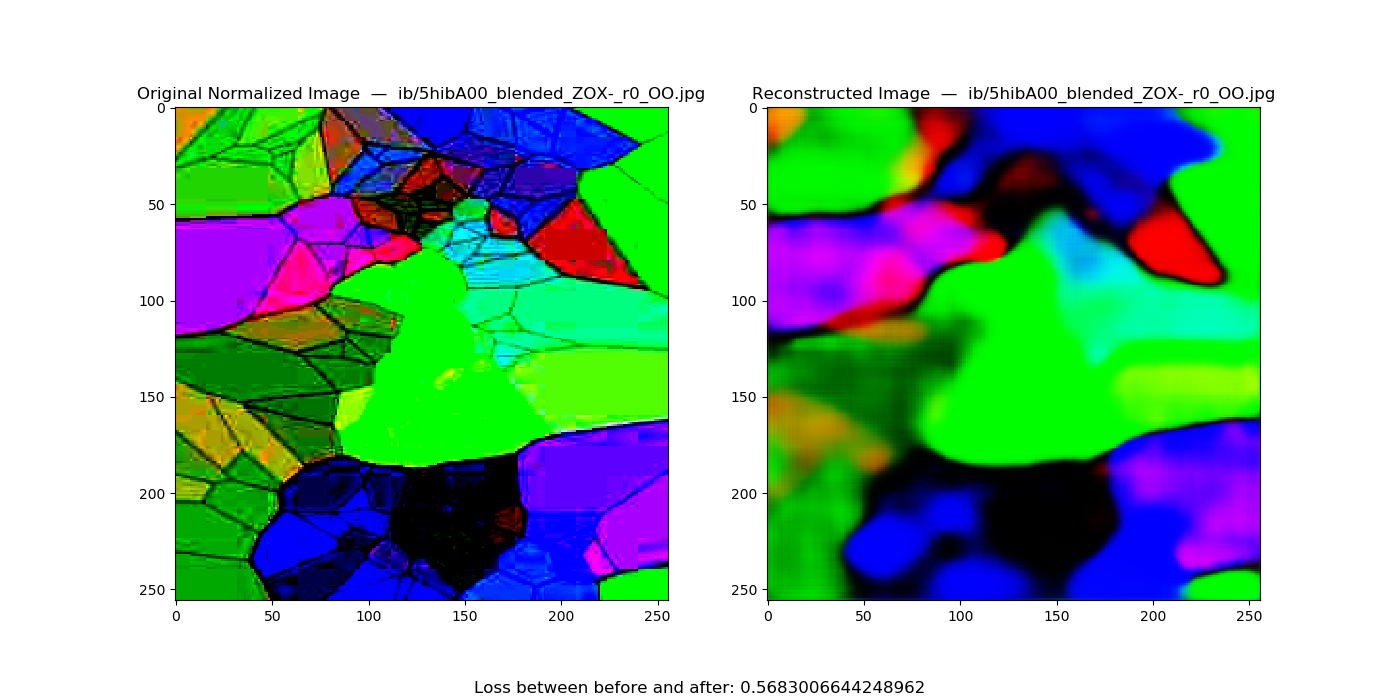 Original Normalized Image — ib/5hibA00_blended_ZOX-_r0_OO.jpg
Reconstructed Image — ib/5hibA00_blended_ZOX-_r0_OO.jpg
0
50
100
150
200
250
0 50 100 150 200 250
0
50
100
150
200
250
0 50 100 150 200 250
Loss between before and after: 0.5683006644248962